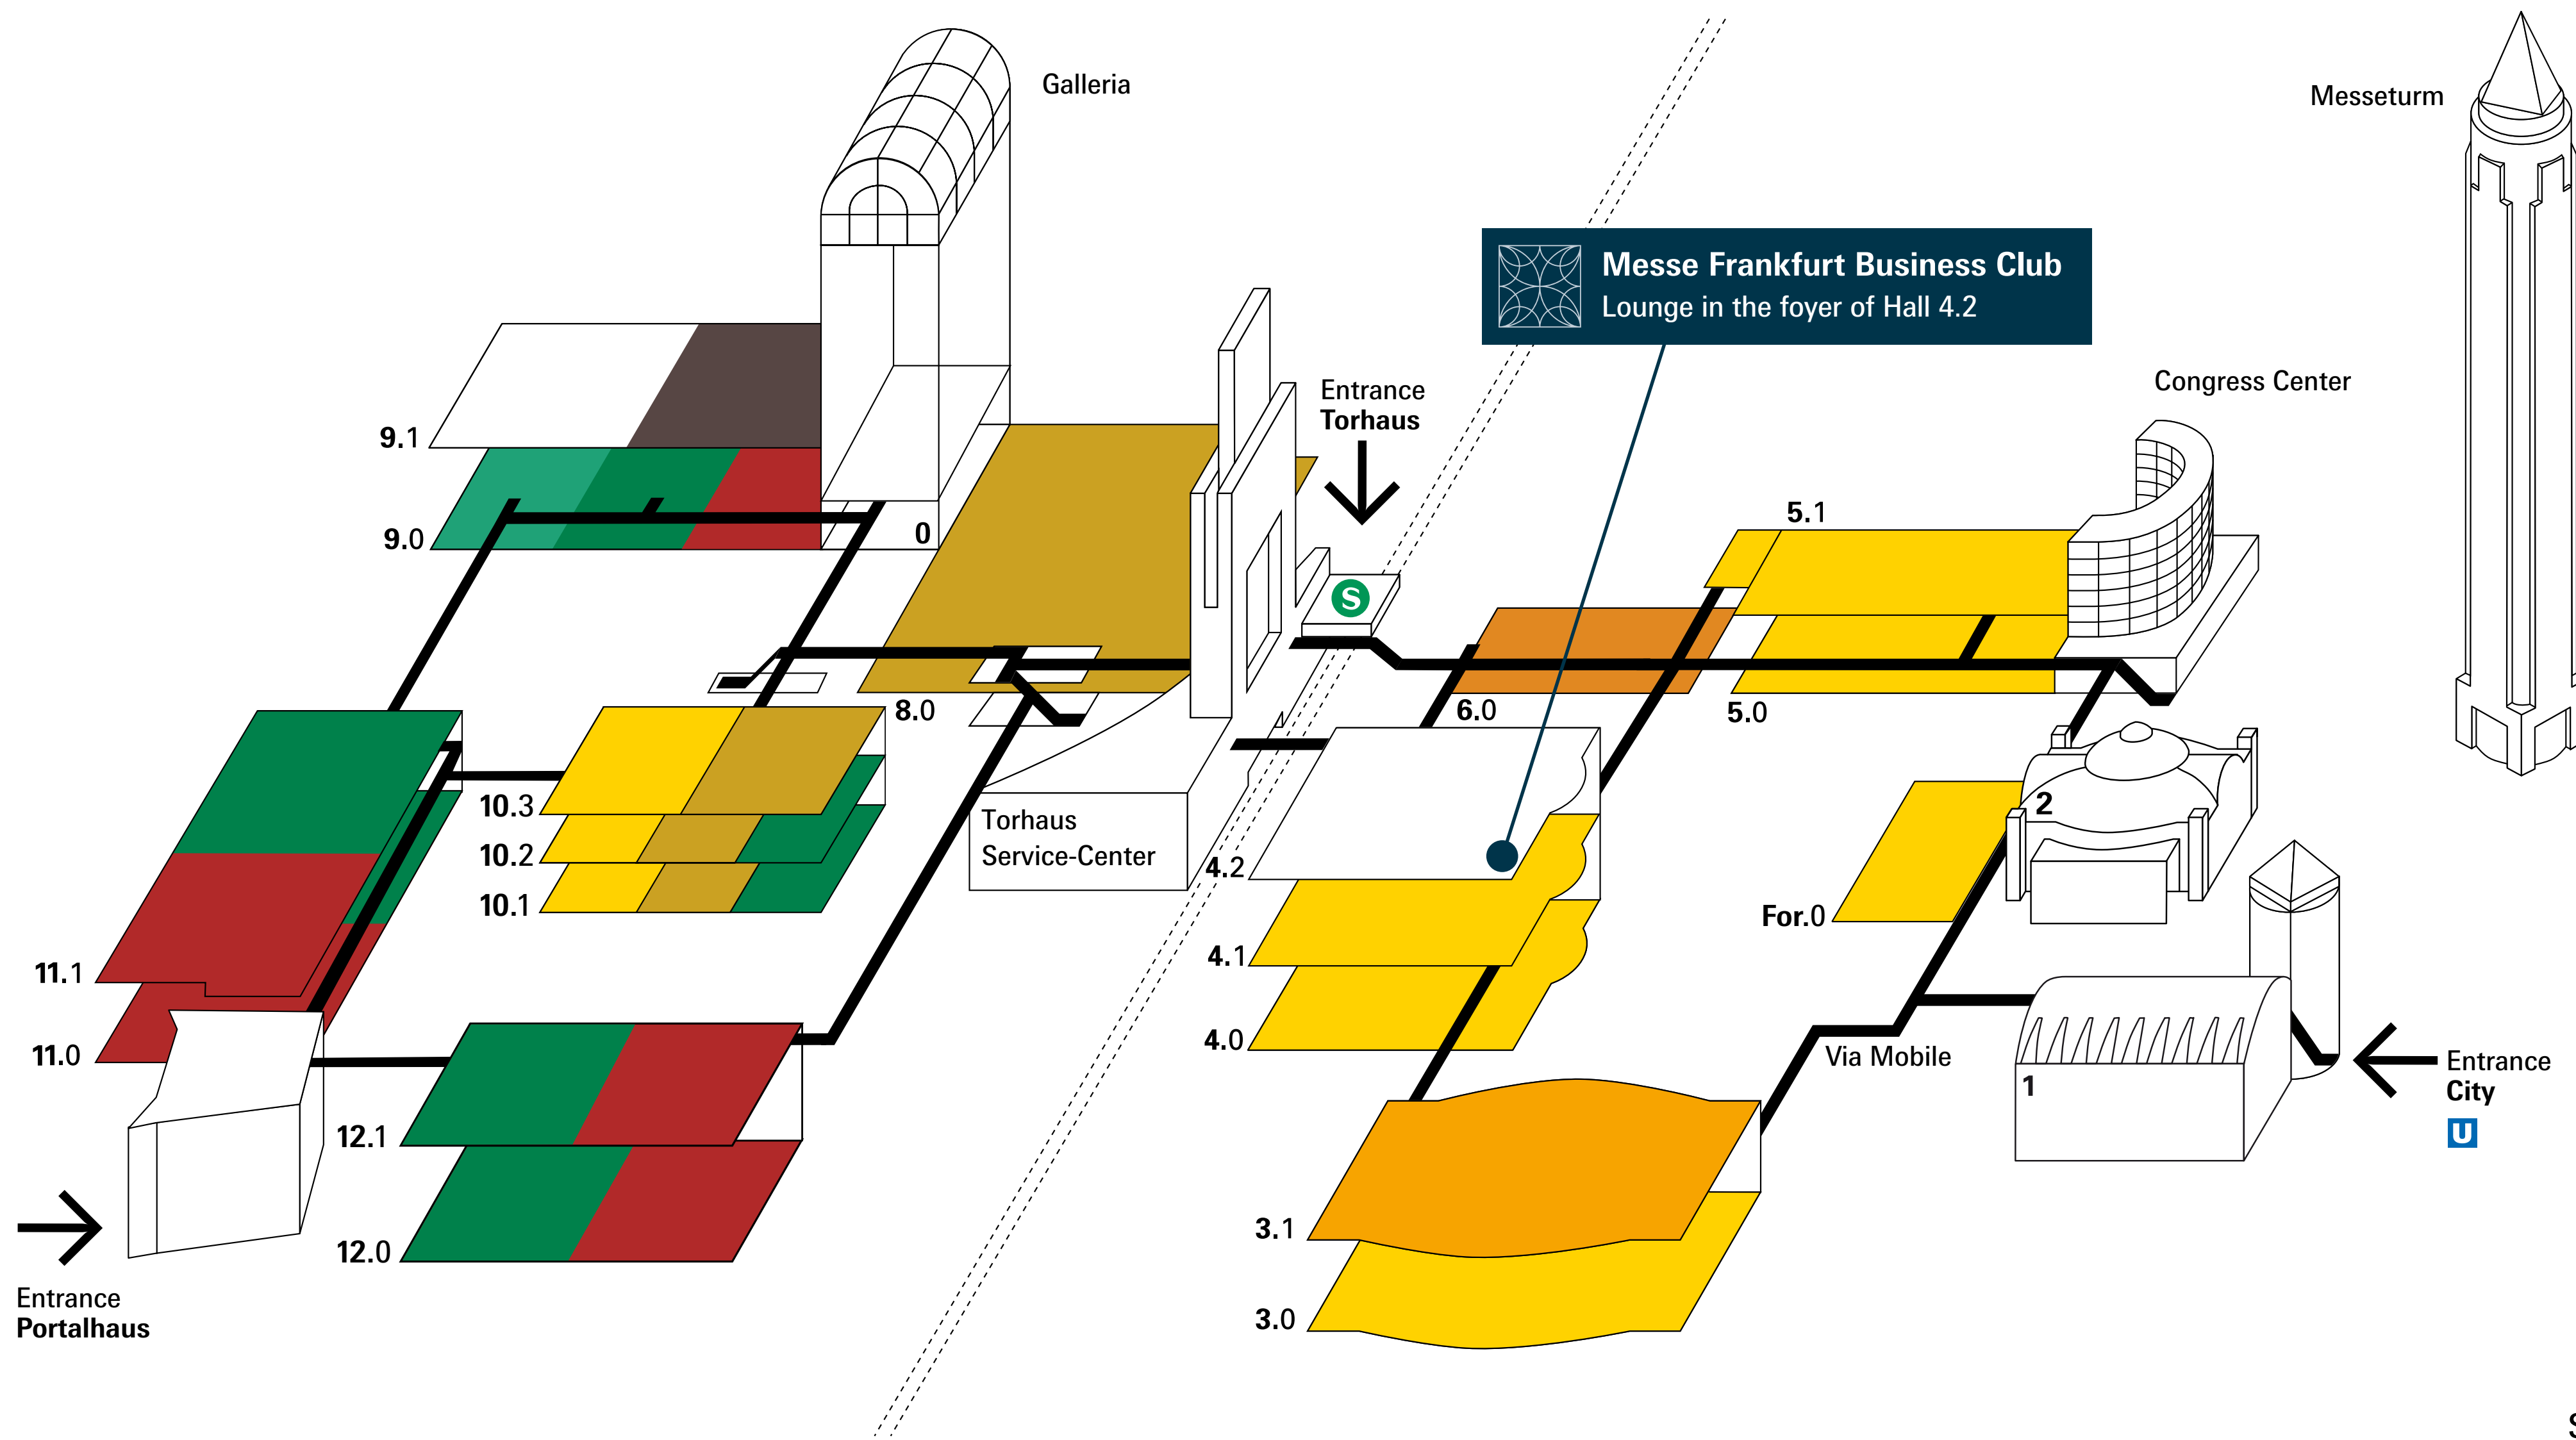 Galleria
Messeturm
Messe Frankfurt Business Club
Lounge in the foyer of Hall 4.2
Entrance
Torhaus
Congress Center
9.1
5.1
9.0
0
S
8.0
6.0
5.0
10.3
2
Torhaus
Service-Center
10.2
4.2
10.1
For.0
4.1
11.1
4.0
11.0
Via Mobile
1
Entrance
City
U
12.1
3.1
12.0
Entrance
Portalhaus
3.0